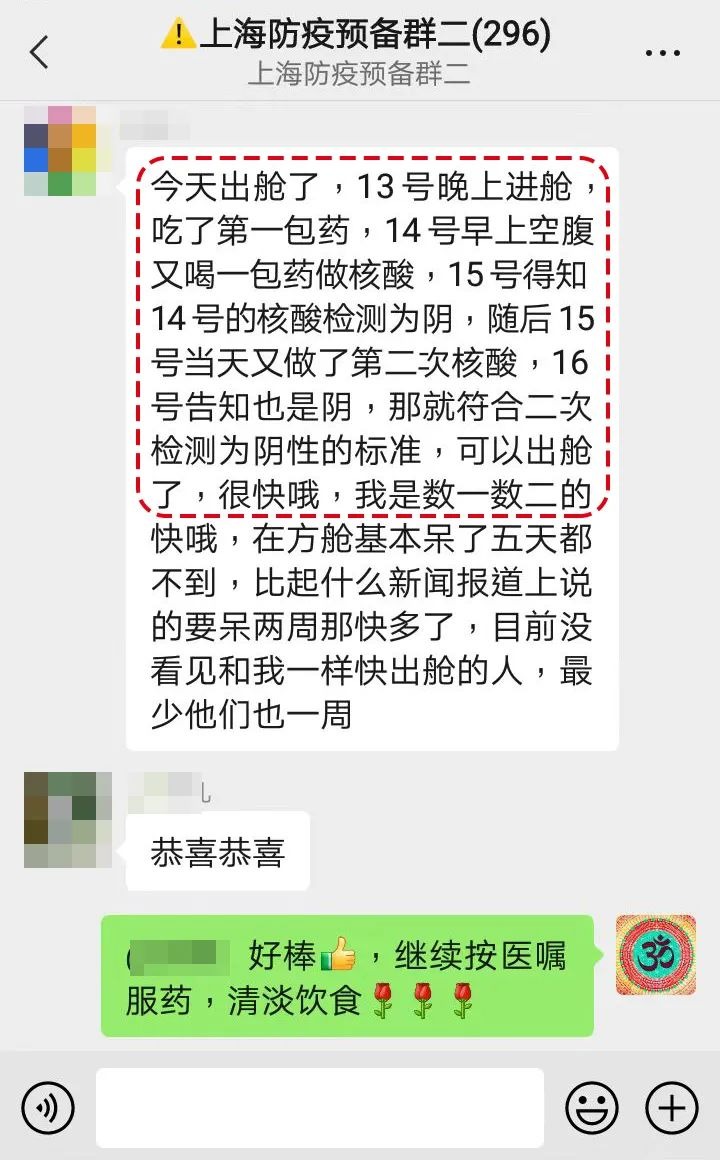 ⚠️上海防疫预备群二(296)
上海防疫预备群二
今天出舱了，13号晚上进舱，
吃了第一包药，14号早上空腹
又喝一包药做核酸，15号得知
14号的核酸检测为阴，随后15
号当天又做了第二次核酸，16
号告知也是阴，那就符合二次
检测为阴性的标准，可以出舱
了，很快哦，我是数一数二的
快哦，在方舱基本呆了五天都
不到，比起什么新闻报道上说
的要呆两周那快多了，目前没
看见和我一样快出舱的人，最
少他们也一周
恭喜恭喜
好棒👍，继续按医嘱
服药，清淡饮食🌹🌹🌹
ॐ